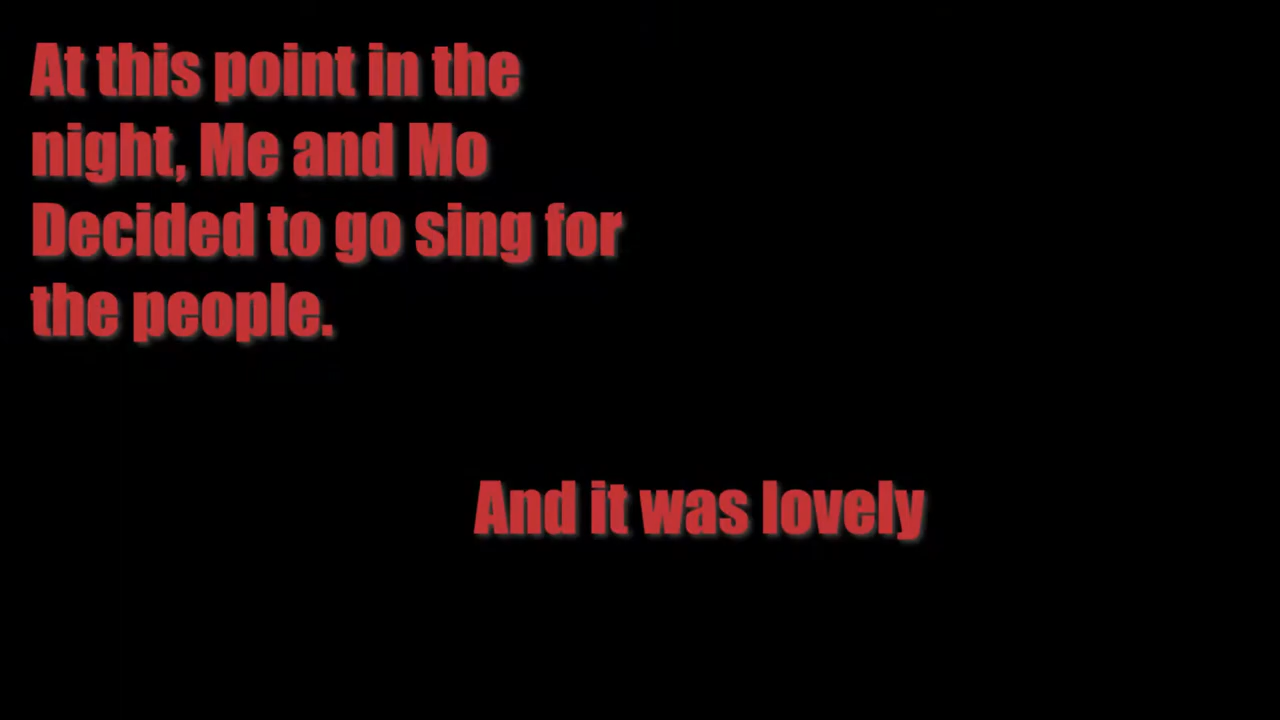 At this point in the
night, Me and Mo
Decided to go sing for
the people.
And it was lovely